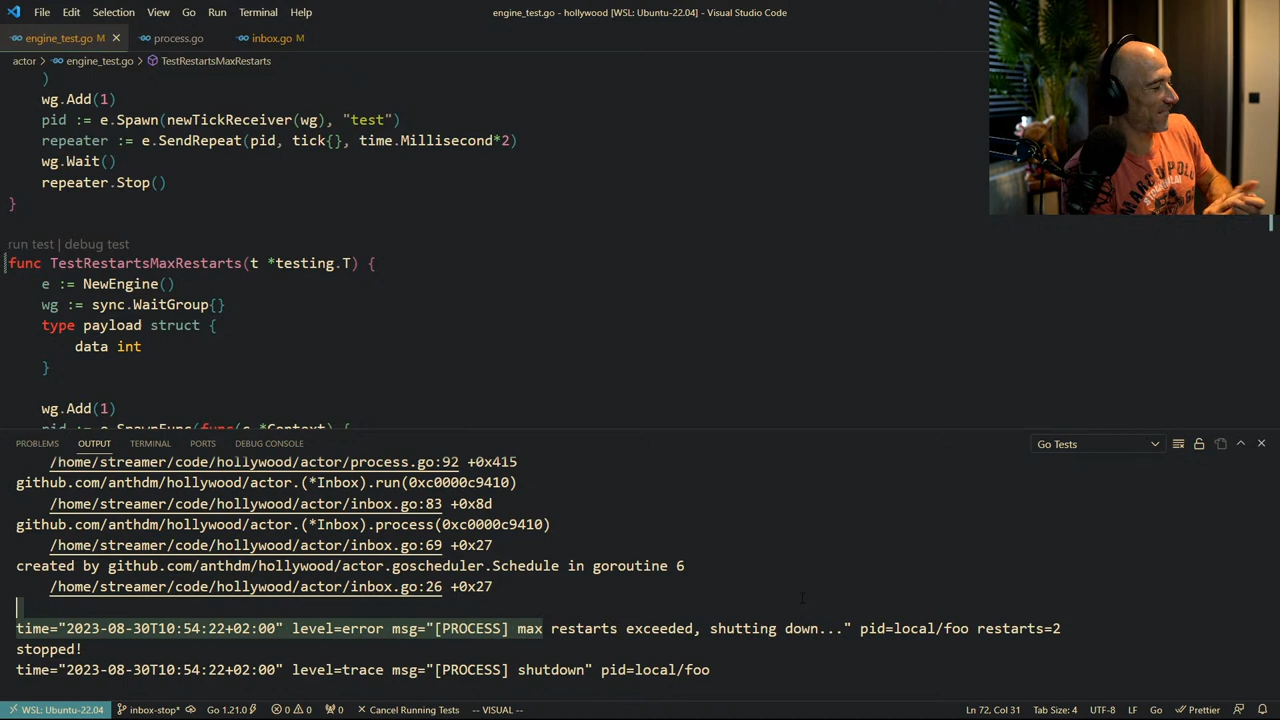 File Edit Selection View Go Run Terminal Help
engine_test.go - hollywood [WSL: Ubuntu-22.04] - Visual Studio Code
engine_test.go M
process.go
inbox.go M
actor > engine_test.go > TestRestartsMaxRestarts
)
wg.Add(1)
pid := e.Spawn(newTickReceiver(wg), "test")
repeater := e.SendRepeat(pid, tick{}, time.Millisecond*2)
wg.Wait()
repeater.Stop()
}
run test | debug test
func TestRestartsMaxRestarts(t *testing.T) {
e := NewEngine()
wg := sync.WaitGroup{}
type payload struct {
data int
}
wg.Add(1)
pid := e.SpawnFunc(func(c *Context) {
MARC O POLO
PROBLEMS OUTPUT TERMINAL PORTS DEBUG CONSOLE
Go Tests
/home/streamer/code/hollywood/actor/process.go:92 +0x415
github.com/anthdm/hollywood/actor.(*Inbox).run(0xc0000c9410)
/home/streamer/code/hollywood/actor/inbox.go:83 +0x8d
github.com/anthdm/hollywood/actor.(*Inbox).process(0xc0000c9410)
/home/streamer/code/hollywood/actor/inbox.go:69 +0x27
created by github.com/anthdm/hollywood/actor.goscheduler.Schedule in goroutine 6
/home/streamer/code/hollywood/actor/inbox.go:26 +0x27
time="2023-08-30T10:54:22+02:00" level=error msg="[PROCESS] max restarts exceeded, shutting down..." pid=local/foo restarts=2
stopped!
time="2023-08-30T10:54:22+02:00" level=trace msg="[PROCESS] shutdown" pid=local/foo
WSL: Ubuntu-22.04 inbox-stop* Go 1.21.0 0 0 0 Cancel Running Tests -- VISUAL -- Ln 72, Col 31 Tab Size: 4 UTF-8 LF Go Prettier